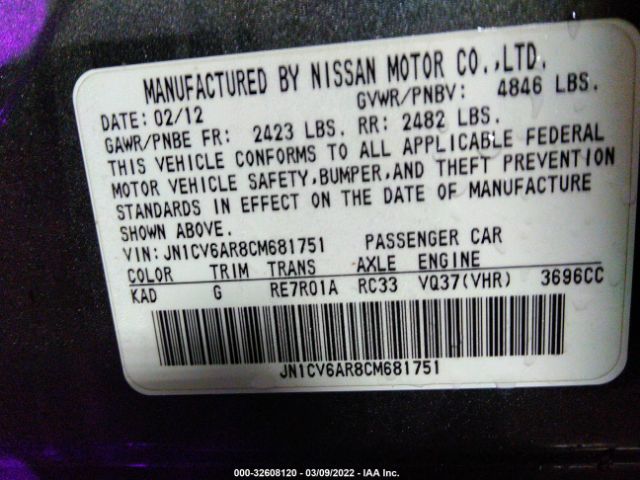 MANUFACTURED BY NISSAN MOTOR CO.,LTD.
DATE: 02/12 GVWR/PNBV: 4846 LBS.
GAWR/PNBE FR: 2423 LBS. RR: 2482 LBS.
THIS VEHICLE CONFORMS TO ALL APPLICABLE FEDERAL
MOTOR VEHICLE SAFETY,BUMPER,AND THEFT PREVENTION
STANDARDS IN EFFECT ON THE DATE OF MANUFACTURE
SHOWN ABOVE.
VIN: JN1CV6AR8CM681751 PASSENGER CAR
COLOR TRIM TRANS AXLE ENGINE
KAD G RE7R01A RC33 VQ37(VHR) 3696CC
JN1CV6AR8CM681751
000-32608120 - 03/09/2022 - IAA Inc.